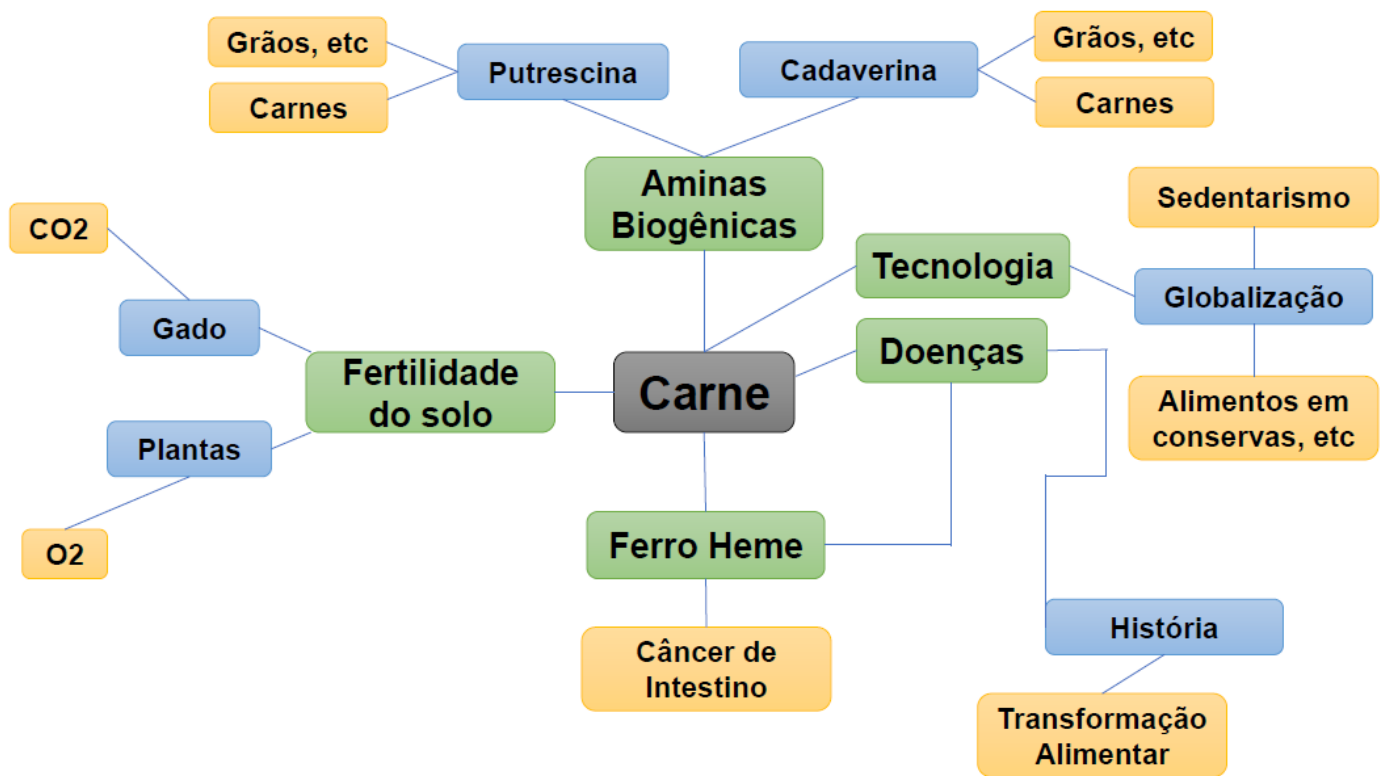 Grãos, etc
Putrescina
Carnes
Cadaverina
Grãos, etc
Carnes
Aminas
Biogênicas
Sedentarismo
CO2
Tecnologia
Globalização
Gado
Doenças
Fertilidade
do solo
Carne
Alimentos em
conservas, etc
Plantas
O2
Ferro Heme
História
Câncer de
Intestino
Transformação
Alimentar